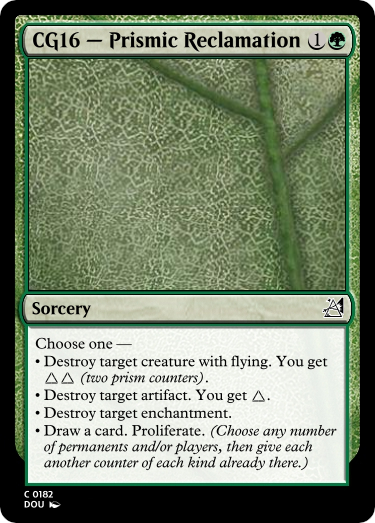 CG16 — Prismic Reclamation 1
Sorcery
Choose one —
• Destroy target creature with flying. You get
△△ (two prism counters).
• Destroy target artifact. You get △.
• Destroy target enchantment.
• Draw a card. Proliferate. (Choose any number
of permanents and/or players, then give each
another counter of each kind already there.)
C 0182
DOU